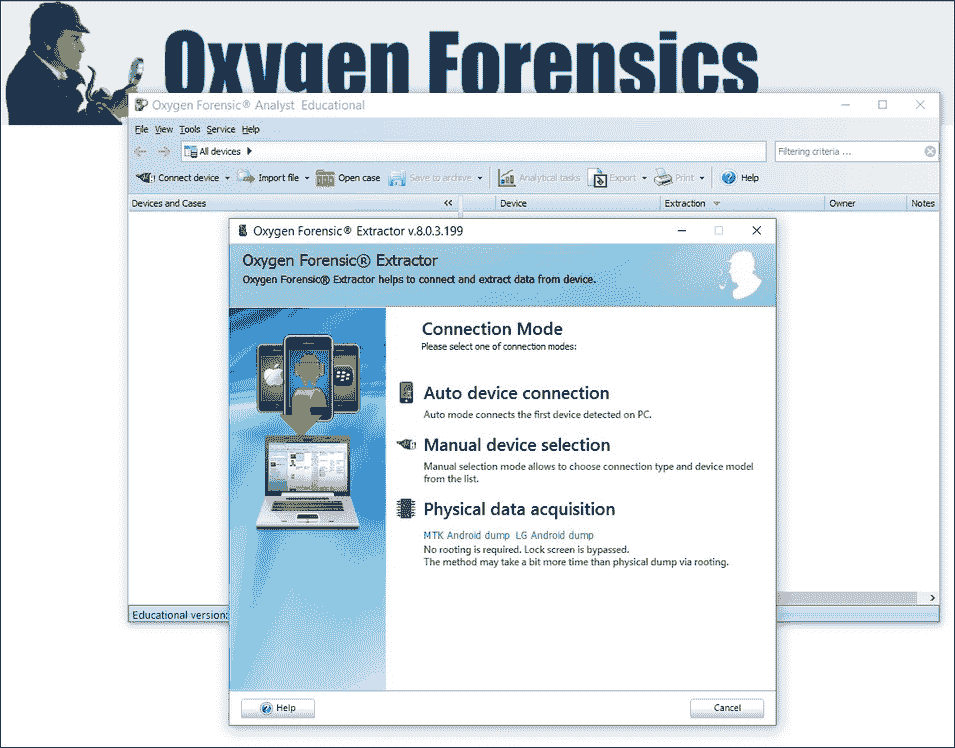 Oxygen Forensics
Oxygen Forensic® Analyst Educational
File View Tools Service Help
All devices
Filtering criteria ...
Connect device Import file Open case Save to archive Analytical tasks Export Print Help
Devices and Cases Device Extraction Owner Notes
Oxygen Forensic® Extractor v.8.0.3.199
Oxygen Forensic® Extractor
Oxygen Forensic® Extractor helps to connect and extract data from device.
Connection Mode
Please select one of connection modes:
Auto device connection
Auto mode connects the first device detected on PC.
Manual device selection
Manual selection mode allows to choose connection type and device model
from the list.
Physical data acquisition
MTK Android dump LG Android dump
No rooting is required. Lock screen is bypassed.
The method may take a bit more time than physical dump via rooting.
Educational version:
Help Cancel